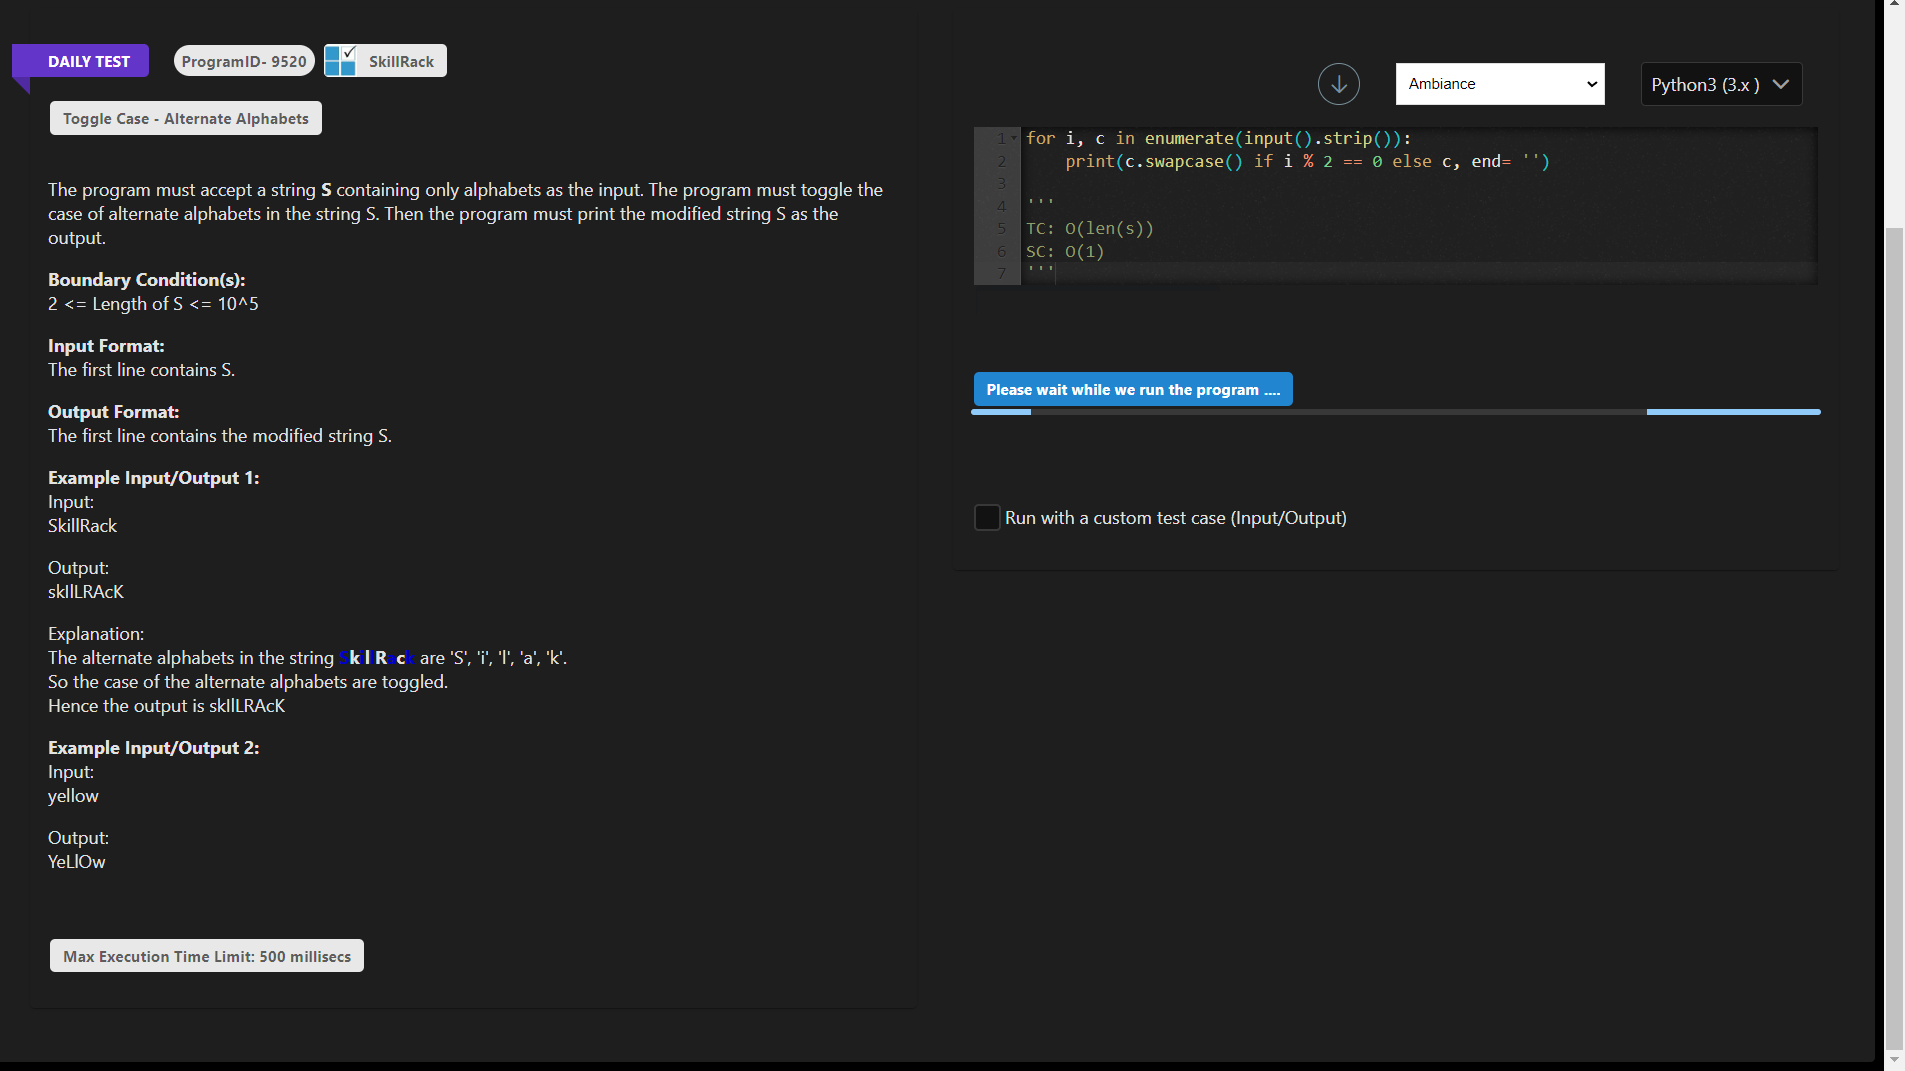 DAILY TEST
ProgramID- 9520
SkillRack
Toggle Case - Alternate Alphabets
The program must accept a string S containing only alphabets as the input. The program must toggle the
case of alternate alphabets in the string S. Then the program must print the modified string S as the
output.
Boundary Condition(s):
2 <= Length of S <= 10^5
Input Format:
The first line contains S.
Output Format:
The first line contains the modified string S.
Example Input/Output 1:
Input:
SkillRack
Output:
skIlLRAcK
Explanation:
The alternate alphabets in the string SkillRack are 'S', 'i', 'l', 'a', 'k'.
So the case of the alternate alphabets are toggled.
Hence the output is skIlLRAcK
Example Input/Output 2:
Input:
yellow
Output:
YeLlOw
Max Execution Time Limit: 500 millisecs
Ambiance
Python3 (3.x )
1 for i, c in enumerate(input().strip()):
2     print(c.swapcase() if i % 2 == 0 else c, end= '')
3
4 '''
5 TC: O(len(s))
6 SC: O(1)
7 '''
Please wait while we run the program ....
Run with a custom test case (Input/Output)